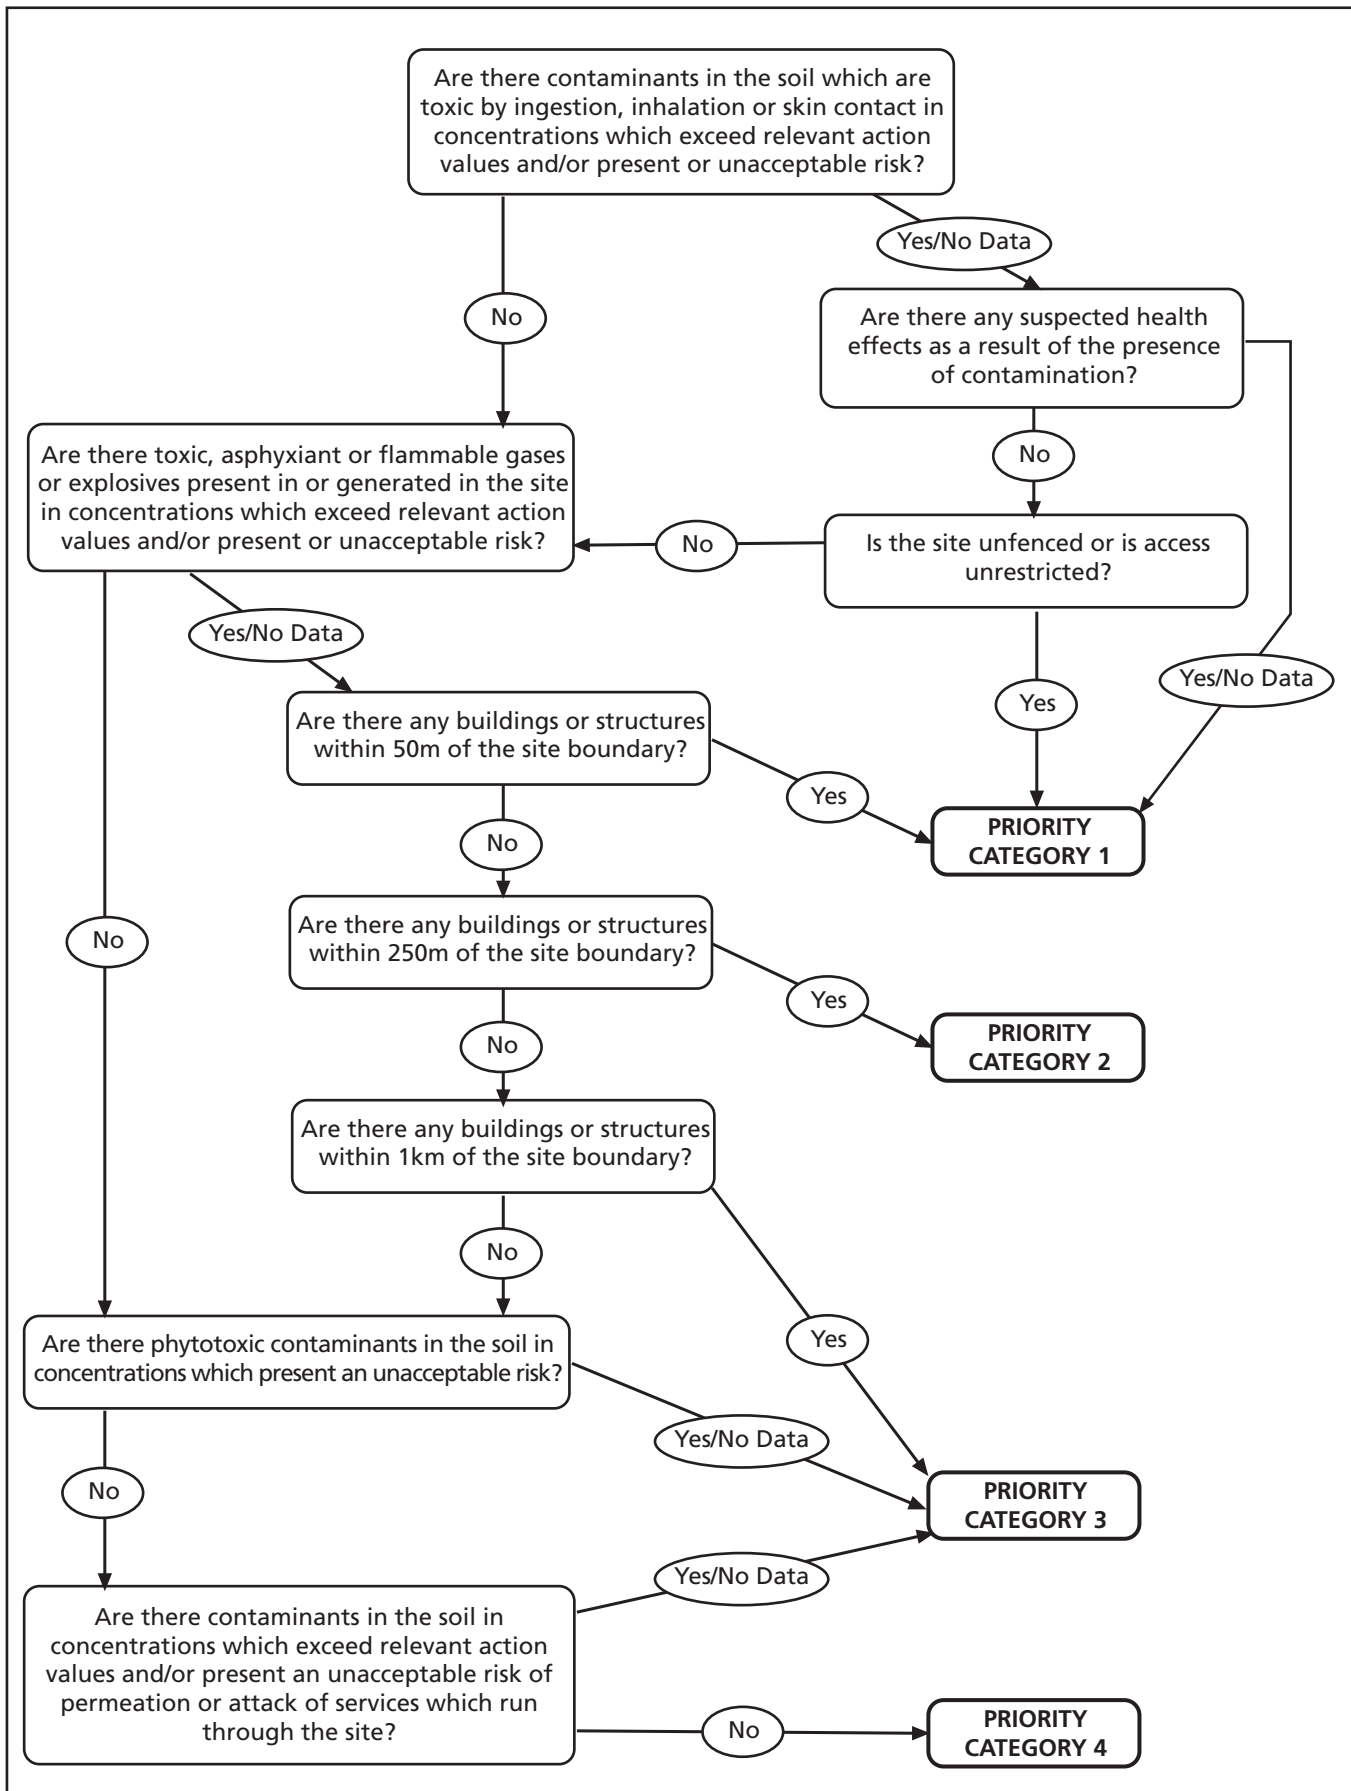 Are there contaminants in the soil which are
toxic by ingestion, inhalation or skin contact in
concentrations which exceed relevant action
values and/or present or unacceptable risk?
Yes/No Data
No
Are there any suspected health
effects as a result of the presence
of contamination?
No
Are there toxic, asphyxiant or flammable gases
or explosives present in or generated in the site
in concentrations which exceed relevant action
values and/or present or unacceptable risk?
No
Is the site unfenced or is access
unrestricted?
Yes/No Data
Yes/No Data
Yes
Are there any buildings or structures
within 50m of the site boundary?
Yes
No
PRIORITY
CATEGORY 1
Are there any buildings or structures
within 250m of the site boundary?
No
Yes
No
PRIORITY
CATEGORY 2
Are there any buildings or structures
within 1km of the site boundary?
No
Yes
Are there phytotoxic contaminants in the soil in
concentrations which present an unacceptable risk?
Yes/No Data
No
PRIORITY
CATEGORY 3
Yes/No Data
Are there contaminants in the soil in
concentrations which exceed relevant action
values and/or present an unacceptable risk of
permeation or attack of services which run
through the site?
No
PRIORITY
CATEGORY 4